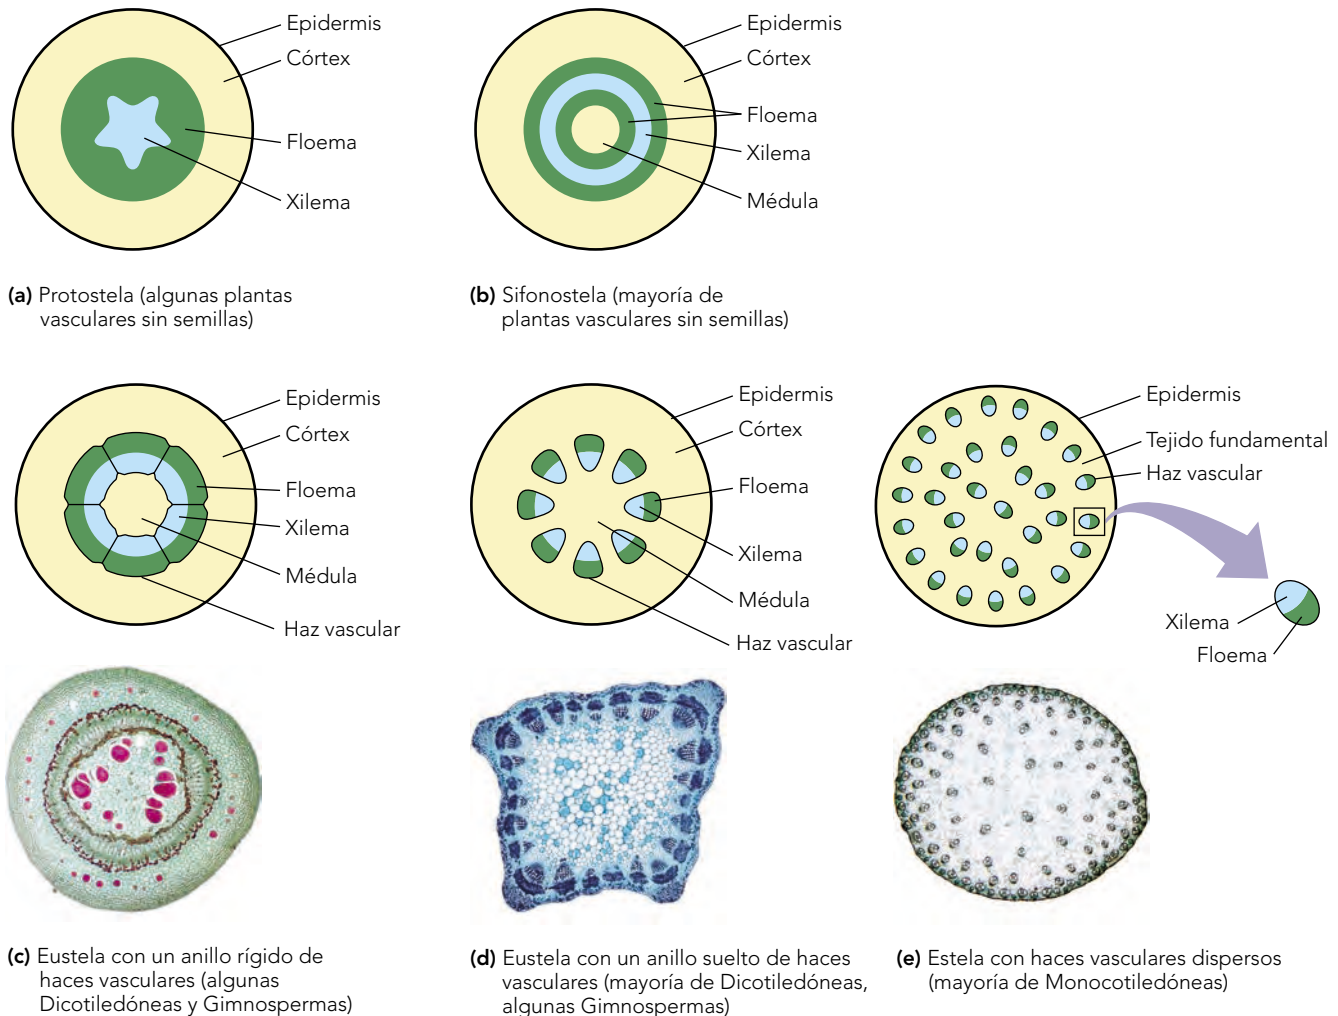 Epidermis
Córtex
Floema
Xilema
(a) Protostela (algunas plantas
vasculares sin semillas)
Epidermis
Córtex
Floema
Xilema
Médula
(b) Sifonostela (mayoría de
plantas vasculares sin semillas)
Epidermis
Córtex
Floema
Xilema
Médula
Haz vascular
(c) Eustela con un anillo rígido de
haces vasculares (algunas
Dicotiledóneas y Gimnospermas)
Epidermis
Córtex
Floema
Xilema
Médula
Haz vascular
(d) Eustela con un anillo suelto de haces
vasculares (mayoría de Dicotiledóneas,
algunas Gimnospermas)
Epidermis
Tejido fundamental
Haz vascular
Xilema
Floema
(e) Estela con haces vasculares dispersos
(mayoría de Monocotiledóneas)